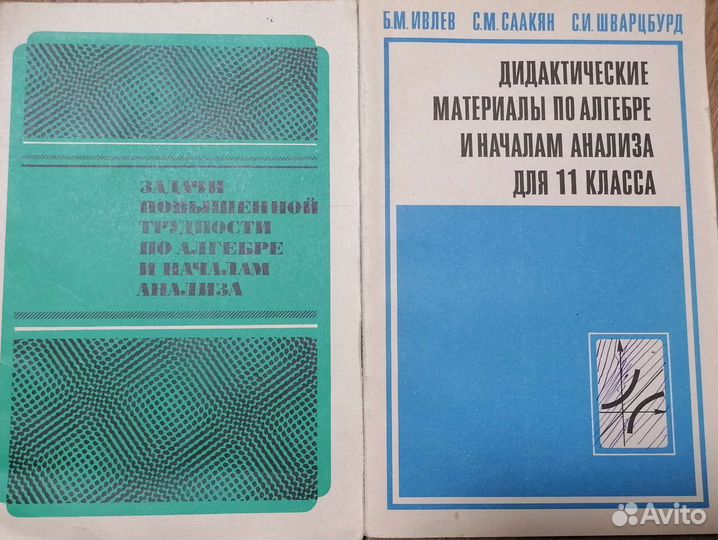 ЗАДАЧИ
ПОВЫШЕННОЙ
ТРУДНОСТИ
ПО АЛГЕБРЕ
И НАЧАЛАМ
АНАЛИЗА
Б.М. ИВЛЕВ С.М. СААКЯН С.И. ШВАРЦБУРД
ДИДАКТИЧЕСКИЕ
МАТЕРИАЛЫ ПО АЛГЕБРЕ
И НАЧАЛАМ АНАЛИЗА
ДЛЯ 11 КЛАССА
Avito